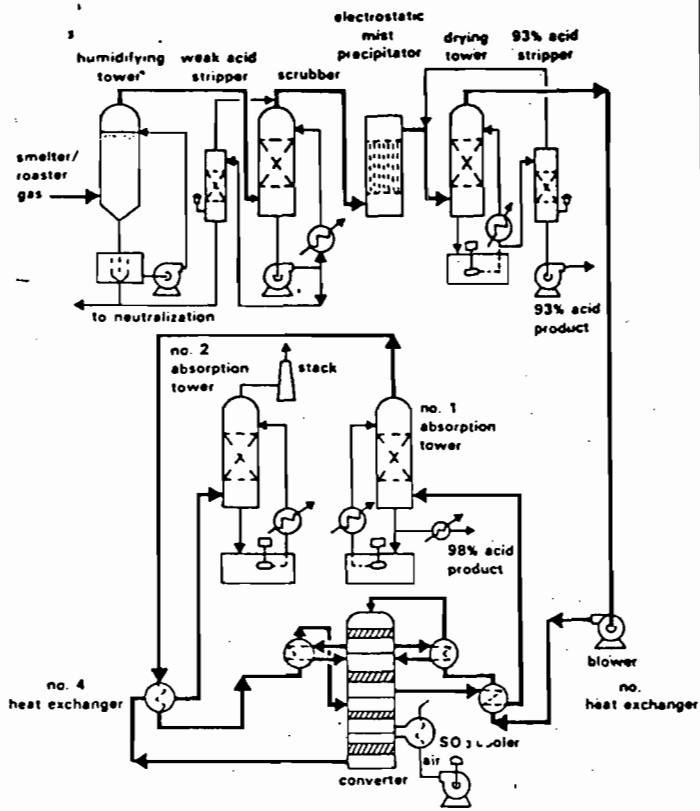 electrostatic
mist
precipitator
humidifying
tower
weak acid
stripper
scrubber
drying
tower
93% acid
stripper
smelter/
roaster
gas
to neutralization
93% acid
product
no. 2
absorption
tower
stack
no. 1
absorption
tower
98% acid
product
blower
no. 4
heat exchanger
no.
heat exchanger
SO3 cooler
air
converter